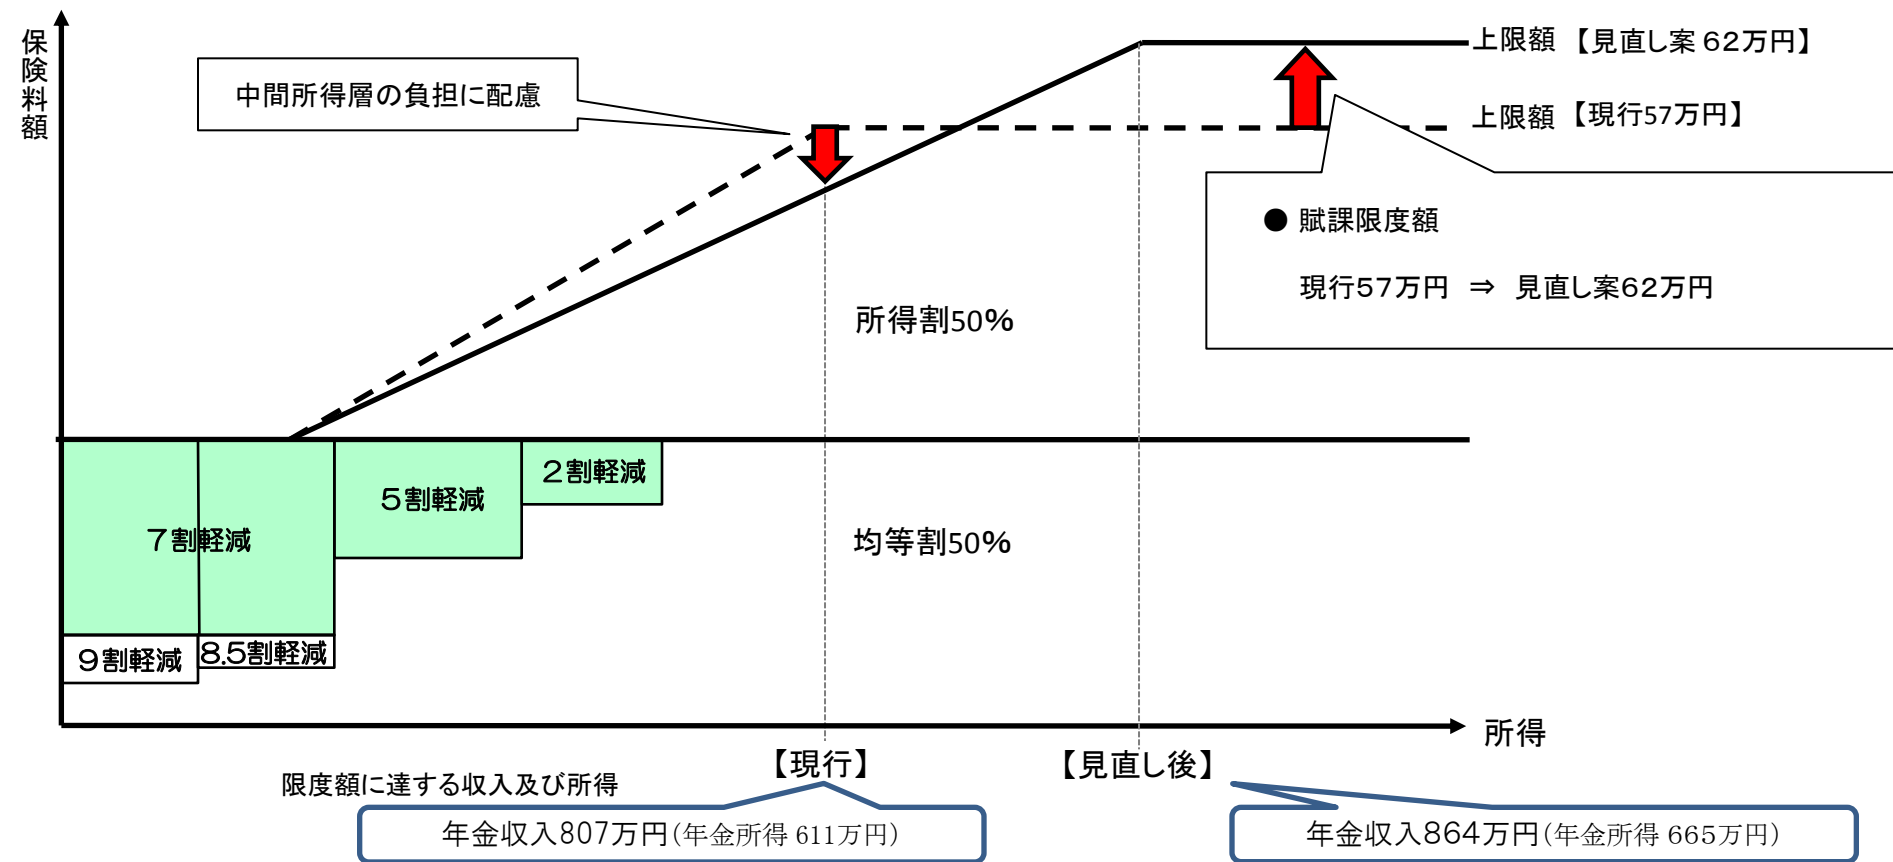 保険料額
上限額 【見直し案 62万円】
中間所得層の負担に配慮
上限額 【現行57万円】
● 賦課限度額
現行57万円 ⇒ 見直し案62万円
所得割50%
2割軽減
5割軽減
7割軽減
均等割50%
9割軽減
8.5割軽減
所得
【現行】
【見直し後】
限度額に達する収入及び所得
年金収入807万円(年金所得 611万円)
年金収入864万円(年金所得 665万円)